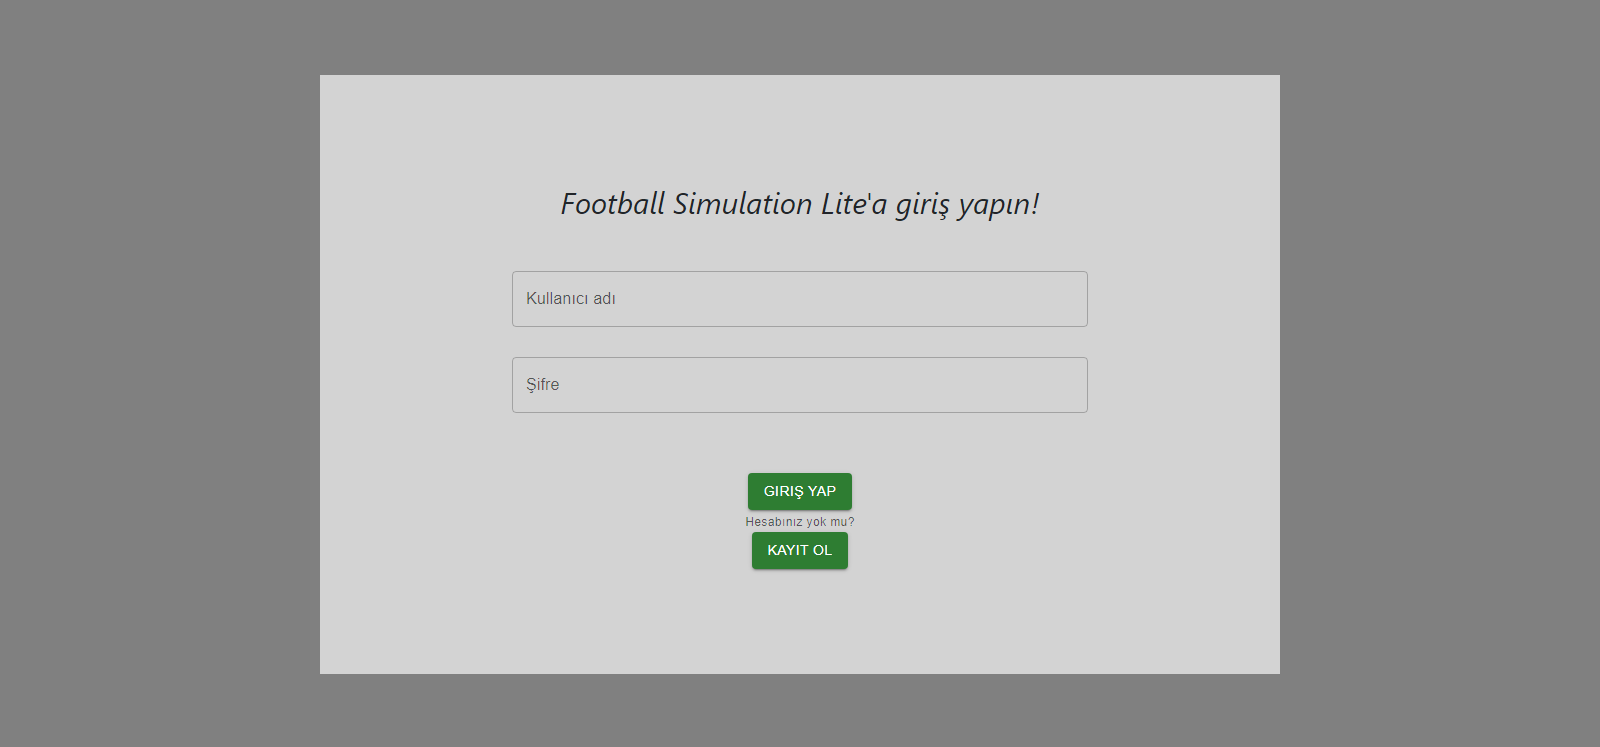 Football Simulation Lite'a giriş yapın!
Kullanıcı adı
Şifre
GIRIŞ YAP
Hesabınız yok mu?
KAYIT OL